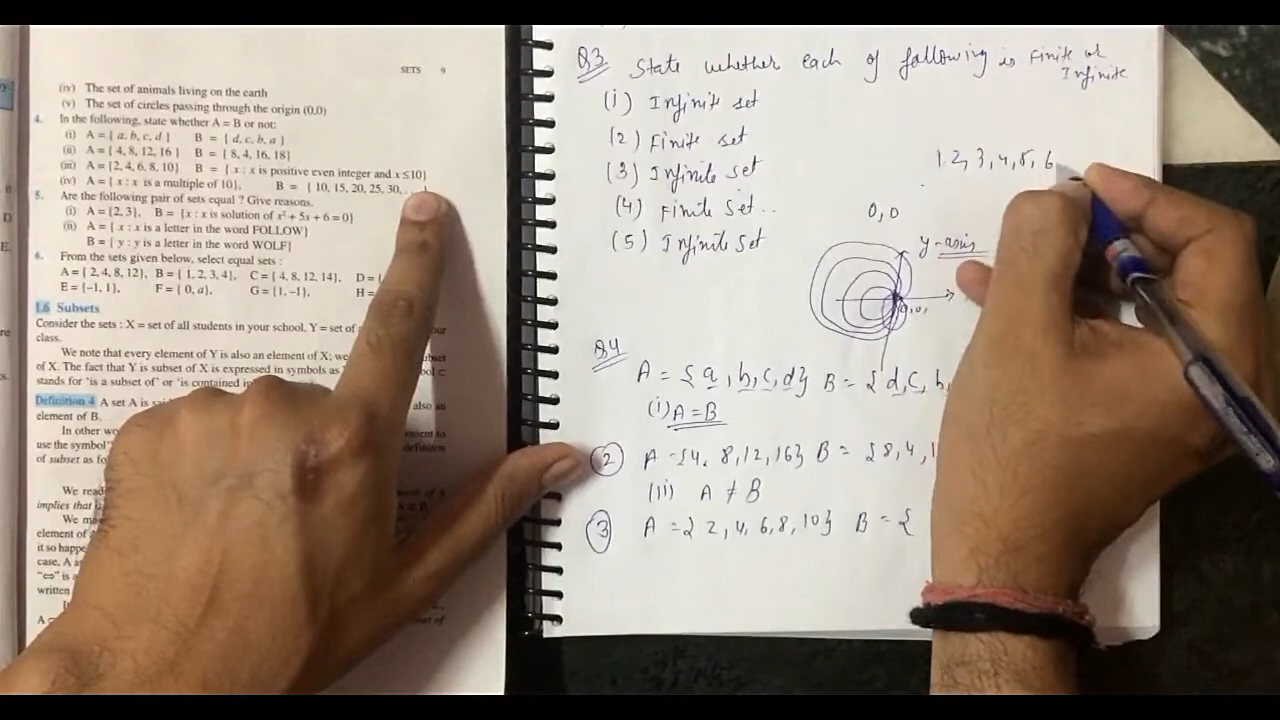 SETS 9
(iv) The set of animals living on the earth
(v) The set of circles passing through the origin (0,0)
4. In the following, state whether A = B or not:
(i) A = { a, b, c, d } B = { d, c, b, a }
(ii) A = { 4, 8, 12, 16 } B = { 8, 4, 16, 18}
(iii) A = {2, 4, 6, 8, 10} B = { x : x is positive even integer and x ≤ 10}
(iv) A = { x : x is a multiple of 10}, B = { 10, 15, 20, 25, 30, . . .
5. Are the following pair of sets equal ? Give reasons.
(i) A = {2, 3}, B = {x : x is solution of x² + 5x + 6 = 0}
(ii) A = { x : x is a letter in the word FOLLOW}
B = { y : y is a letter in the word WOLF}
6. From the sets given below, select equal sets :
A = { 2, 4, 8, 12}, B = { 1, 2, 3, 4}, C = { 4, 8, 12, 14}, D = {
E = {–1, 1}, F = { 0, a}, G = {1, –1}, H =
1.6 Subsets
Consider the sets : X = set of all students in your school, Y = set of
class.
We note that every element of Y is also an element of X; we
of X. The fact that Y is subset of X is expressed in symbols as
stands for 'is a subset of' or 'is contained in
Definition 4 A set A is also an
element of B.
In other
use the symbol
of subset as
We
implies that
We
element of
it so
case, A
"⇔" is a
written
Q3 State whether each of following is Finite or
Infinite
(i) Infinit set
(2) Finite set
(3) Infinite set
(4) Finite Set..
(5) Infinite Set
1 2, 3, 4, 5, 6
0,0
y-axis
0,0,
Q4
A = {a, b, c, d} B = {d, c, b,
(i) A = B
② A = {4, 8, 12, 16} B = {8, 4, 1
(ii) A ≠ B
③ A = {2, 4, 6, 8, 10} B = {